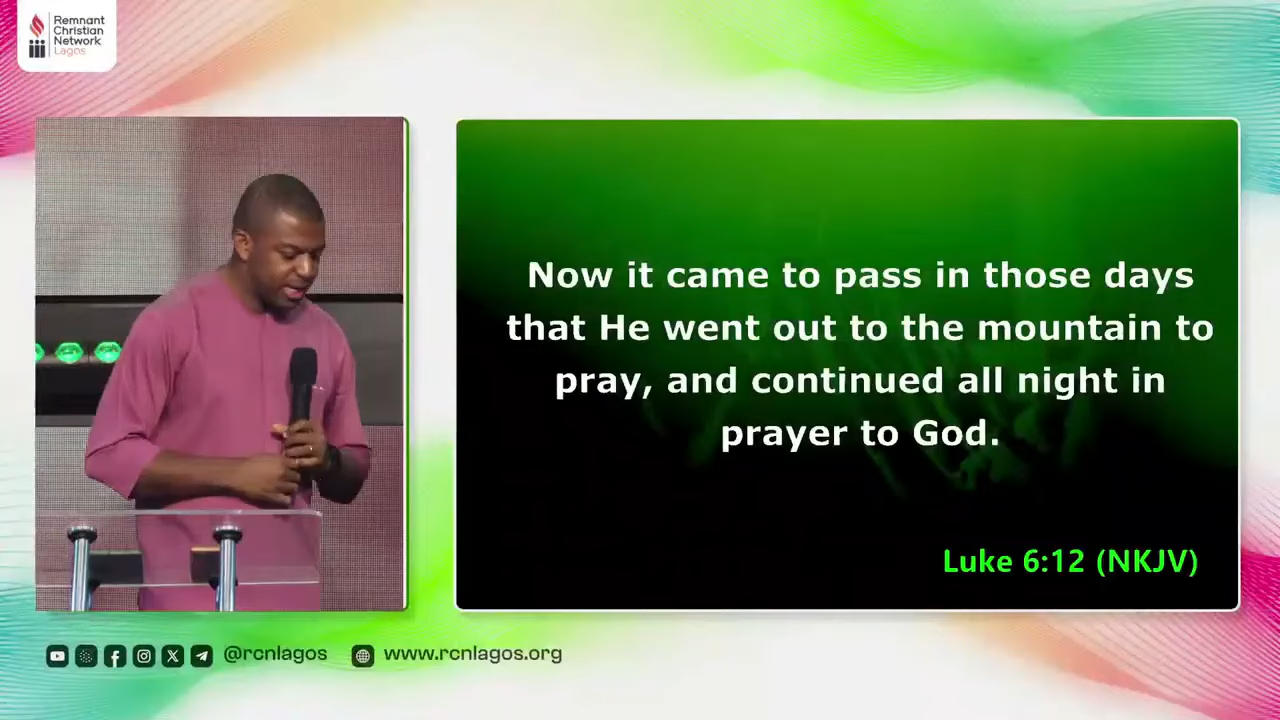 Remnant
Christian
Network
Lagos
Now it came to pass in those days
that He went out to the mountain to
pray, and continued all night in
prayer to God.
Luke 6:12 (NKJV)
@rcnlagos www.rcnlagos.org